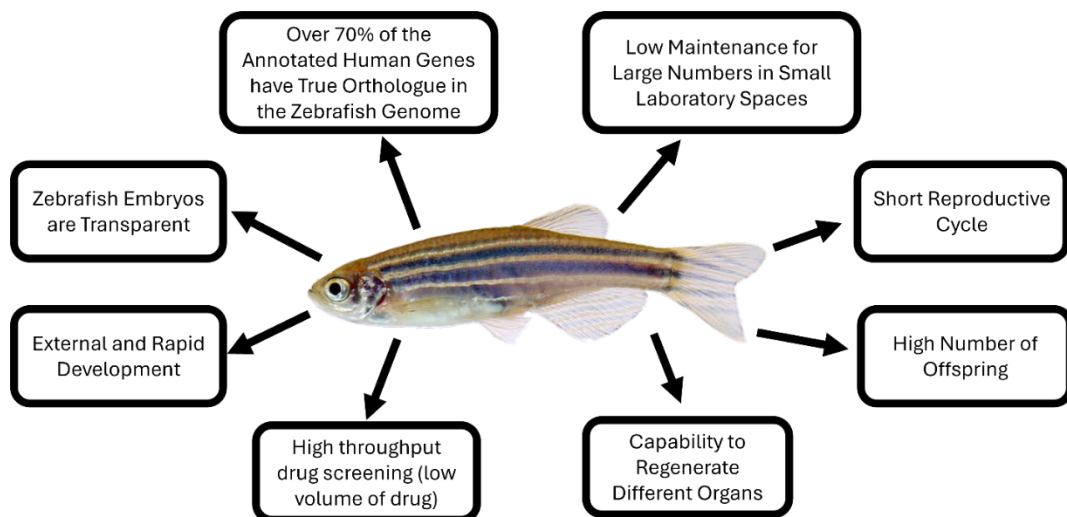 Over 70% of the
Annotated Human Genes
have True Orthologue in
the Zebrafish Genome
Low Maintenance for
Large Numbers in Small
Laboratory Spaces
Zebrafish Embryos
are Transparent
Short Reproductive
Cycle
External and Rapid
Development
High Number of
Offspring
High throughput
drug screening (low
volume of drug)
Capability to
Regenerate
Different Organs